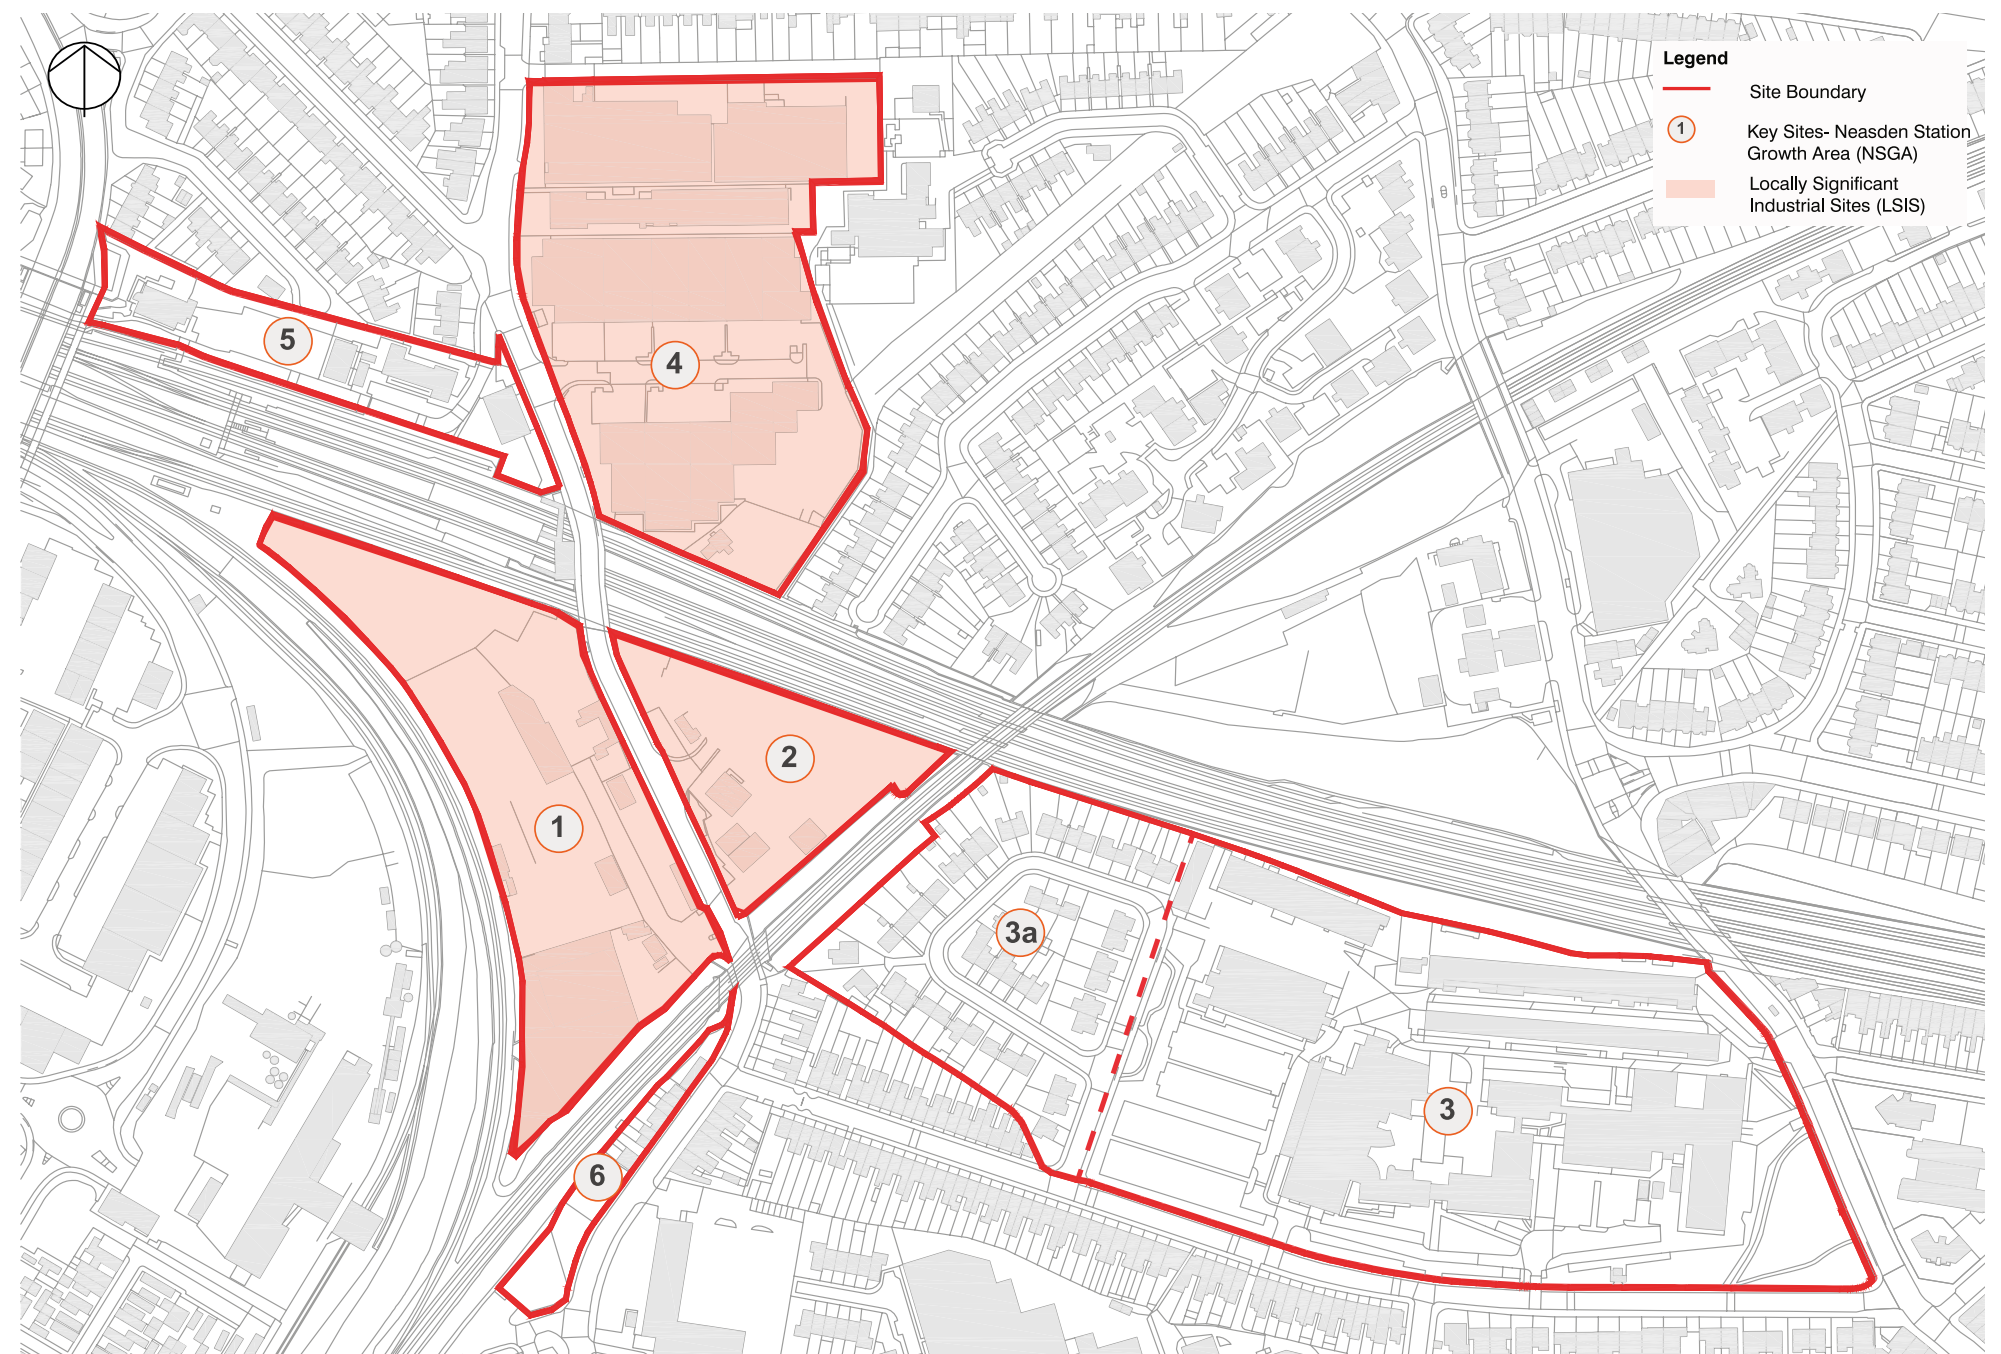 Legend
Site Boundary
1
Key Sites- Neasden Station
Growth Area (NSGA)
Locally Significant
Industrial Sites (LSIS)
5
4
2
1
3a
3
6